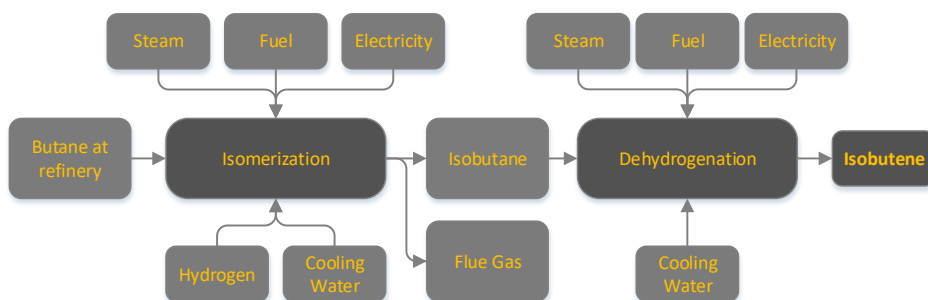 Steam
Fuel
Electricity
Steam
Fuel
Electricity
Butane at
refinery
Isomerization
Isobutane
Dehydrogenation
Isobutene
Hydrogen
Cooling
Water
Flue Gas
Cooling
Water